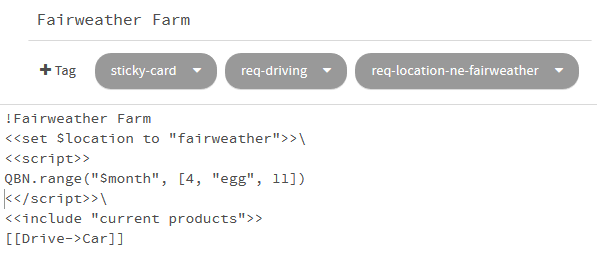 Fairweather Farm
+ Tag sticky-card req-driving req-location-ne-fairweather
!Fairweather Farm
<<set $location to "fairweather">>\
<<script>>
QBN.range("$month", [4, "egg", 11])
<</script>>\
<<include "current products">>
[[Drive->Car]]